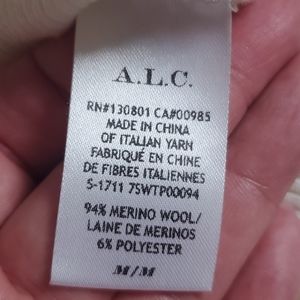 A.L.C.
RN#130801 CA#00985
MADE IN CHINA
OF ITALIAN YARN
FABRIQUÉ EN CHINE
DE FIBRES ITALIENNES
S-1711 7SWTP00094
94% MERINO WOOL/
LAINE DE MERINOS
6% POLYESTER
M/M